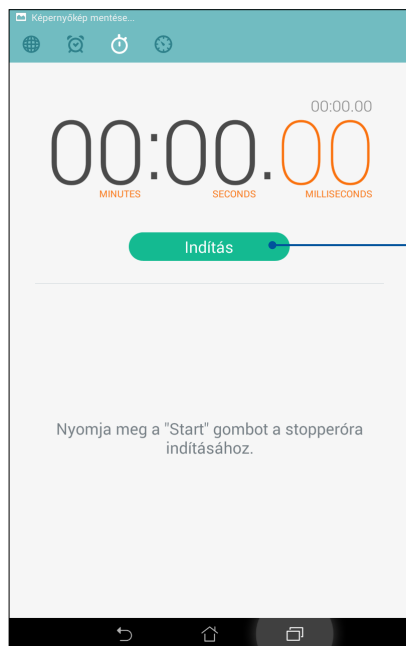 Képernyőkép mentése...
00:00.00
00:00.00
MINUTES SECONDS MILLISECONDS
Indítás
Nyomja meg a "Start" gombot a stopperóra
indításához.